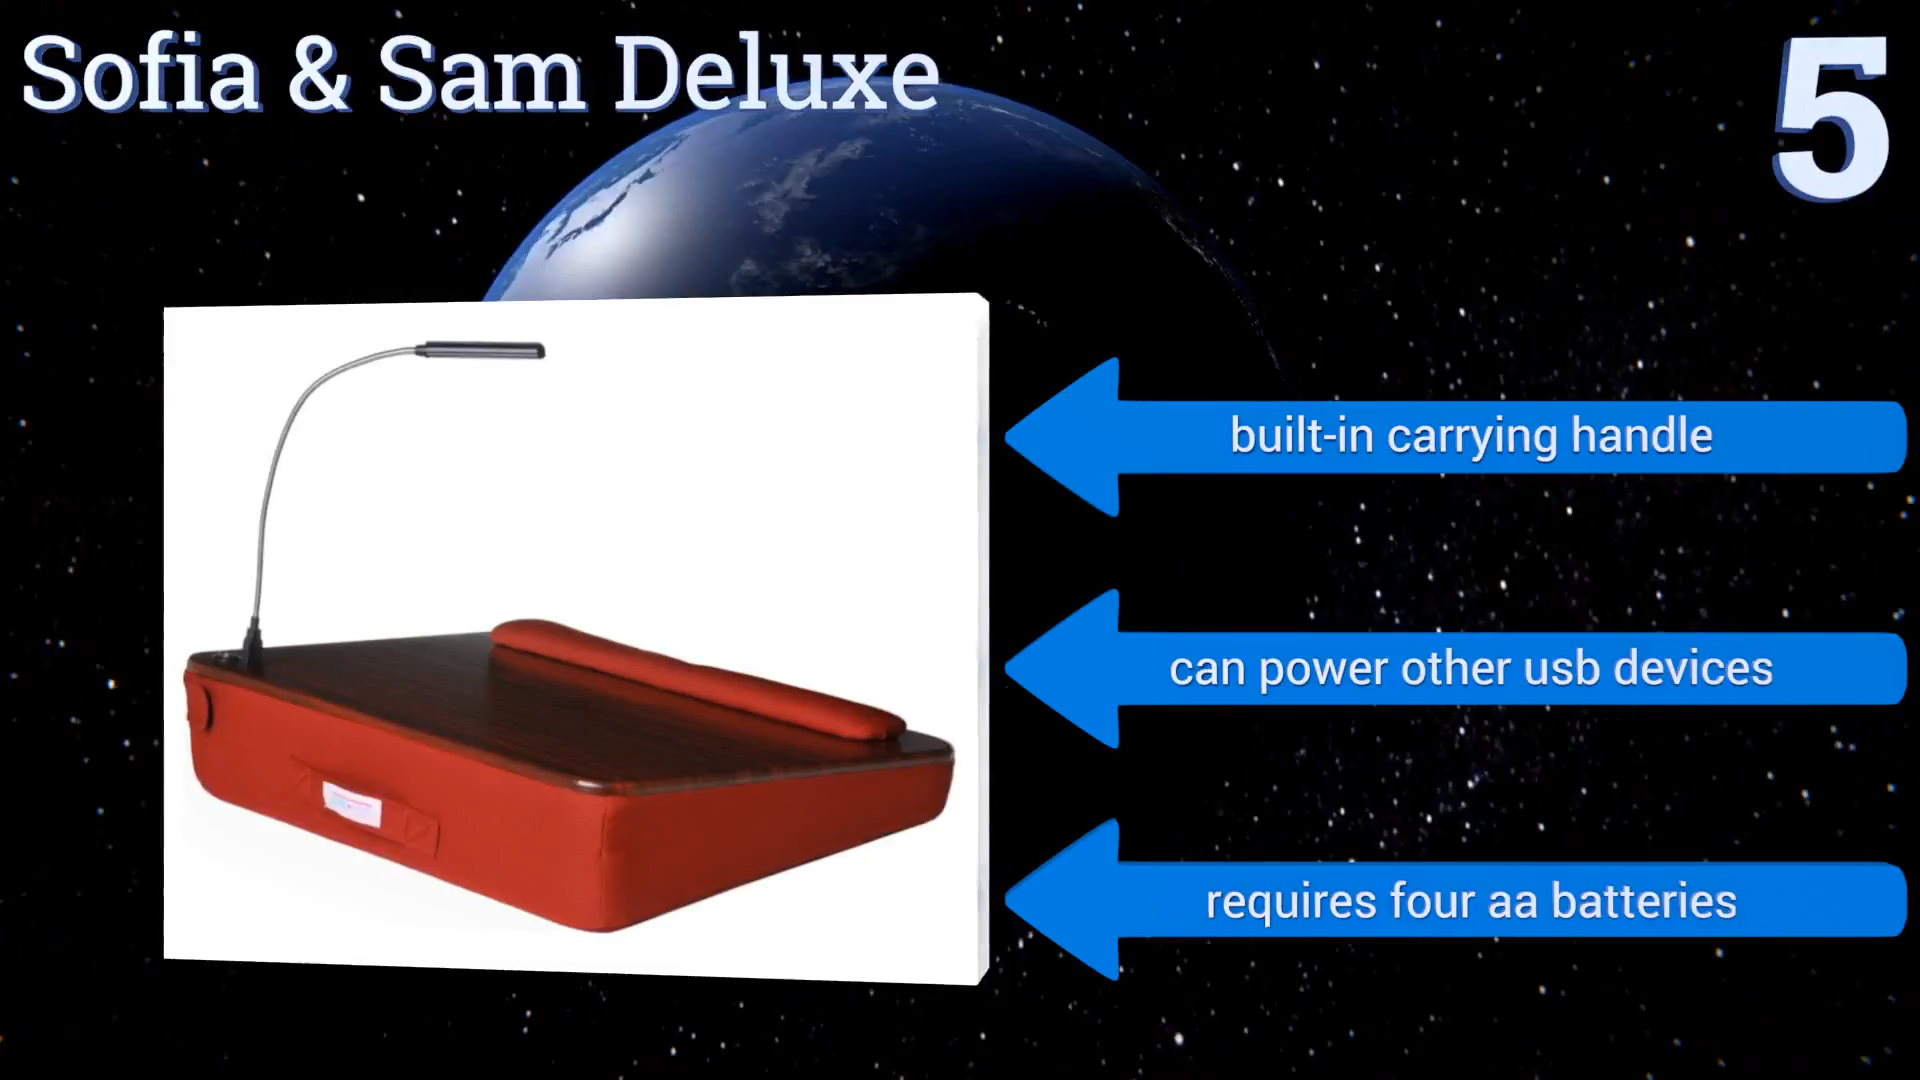 Sofia & Sam Deluxe
5
built-in carrying handle
can power other usb devices
requires four aa batteries